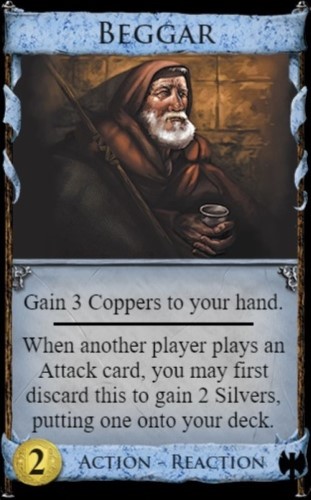 BEGGAR
Gain 3 Coppers to your hand.
When another player plays an
Attack card, you may first
discard this to gain 2 Silvers,
putting one onto your deck.
2 ACTION - REACTION